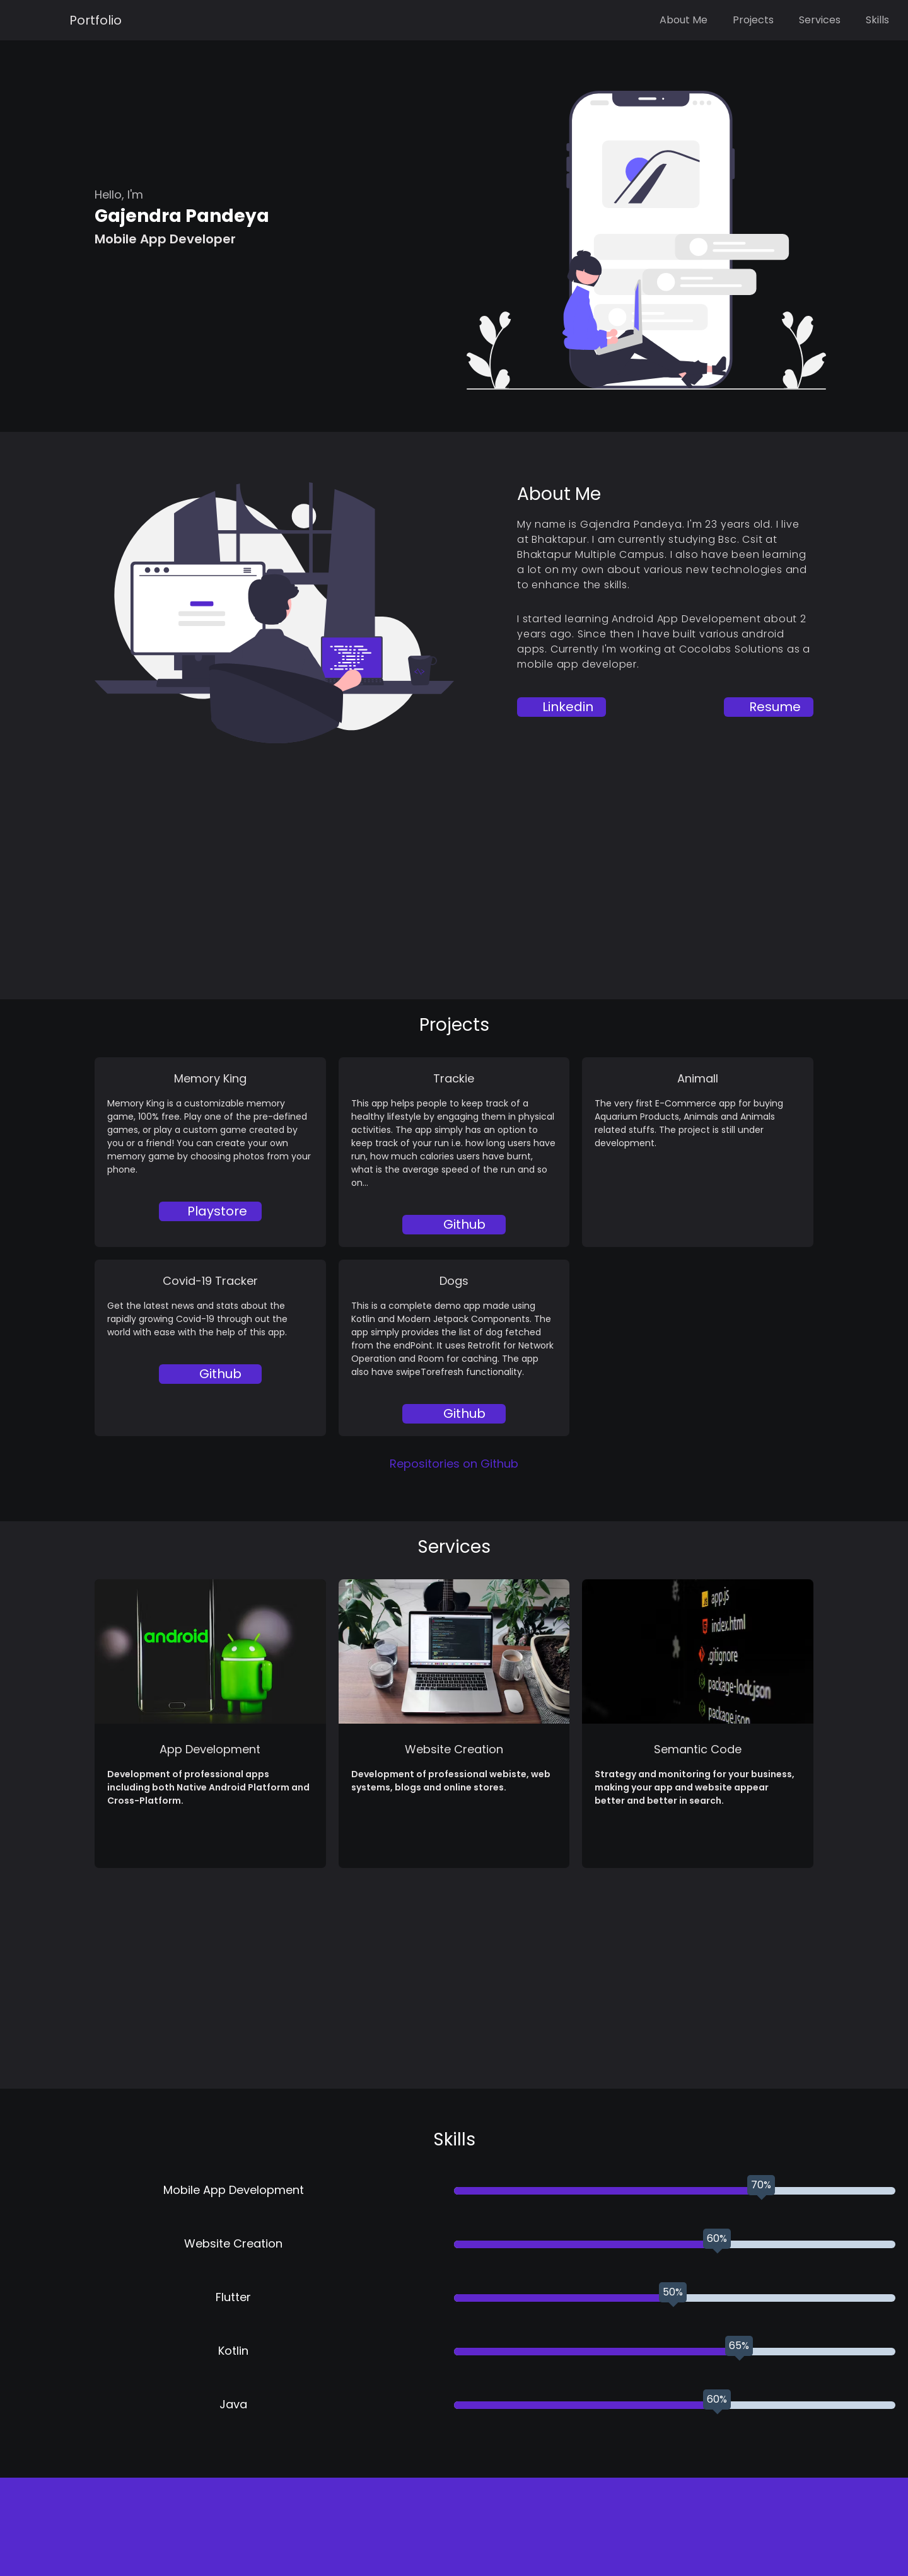 Portfolio
About Me
Projects
Services
Skills
Hello, I'm
Gajendra Pandeya
Mobile App Developer
About Me
My name is Gajendra Pandeya. I'm 23 years old. I live
at Bhaktapur. I am currently studying Bsc. Csit at
Bhaktapur Multiple Campus. I also have been learning
a lot on my own about various new technologies and
to enhance the skills.
I started learning Android App Developement about 2
years ago. Since then I have built various android
apps. Currently I'm working at Cocolabs Solutions as a
mobile app developer.
Linkedin
Resume
Projects
Memory King
Memory King is a customizable memory
game, 100% free. Play one of the pre-defined
games, or play a custom game created by
you or a friend! You can create your own
memory game by choosing photos from your
phone.
Playstore
Trackie
This app helps people to keep track of a
healthy lifestyle by engaging them in physical
activities. The app simply has an option to
keep track of your run i.e. how long users have
run, how much calories users have burnt,
what is the average speed of the run and so
on...
Github
Animall
The very first E-Commerce app for buying
Aquarium Products, Animals and Animals
related stuffs. The project is still under
development.
Covid-19 Tracker
Get the latest news and stats about the
rapidly growing Covid-19 through out the
world with ease with the help of this app.
Github
Dogs
This is a complete demo app made using
Kotlin and Modern Jetpack Components. The
app simply provides the list of dog fetched
from the endPoint. It uses Retrofit for Network
Operation and Room for caching. The app
also have swipeTorefresh functionality.
Github
Repositories on Github
Services
android
App Development
Development of professional apps
including both Native Android Platform and
Cross-Platform.
Website Creation
Development of professional webiste, web
systems, blogs and online stores.
app.js
index.html
.gitignore
package-lock.json
package.json
Semantic Code
Strategy and monitoring for your business,
making your app and website appear
better and better in search.
Skills
Mobile App Development
70%
Website Creation
60%
Flutter
50%
Kotlin
65%
Java
60%